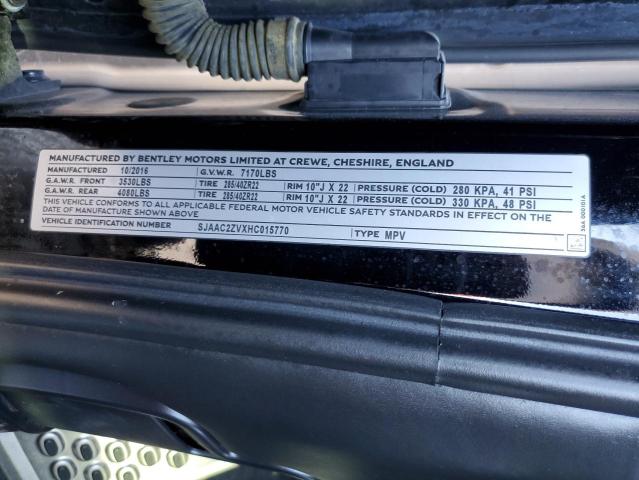 MANUFACTURED BY BENTLEY MOTORS LIMITED AT CREWE, CHESHIRE, ENGLAND
MANUFACTURED 10/2016 G.V.W.R. 7170LBS
G.A.W.R. FRONT 3530LBS TIRE 285/40ZR22 RIM 10"J X 22 PRESSURE (COLD) 280 KPA, 41 PSI
G.A.W.R. REAR 4080LBS TIRE 285/40ZR22 RIM 10"J X 22 PRESSURE (COLD) 330 KPA, 48 PSI
THIS VEHICLE CONFORMS TO ALL APPLICABLE FEDERAL MOTOR VEHICLE SAFETY STANDARDS IN EFFECT ON THE
DATE OF MANUFACTURE SHOWN ABOVE
VEHICLE IDENTIFICATION NUMBER SJAAC2ZVXHC015770 TYPE MPV
36A 000101A